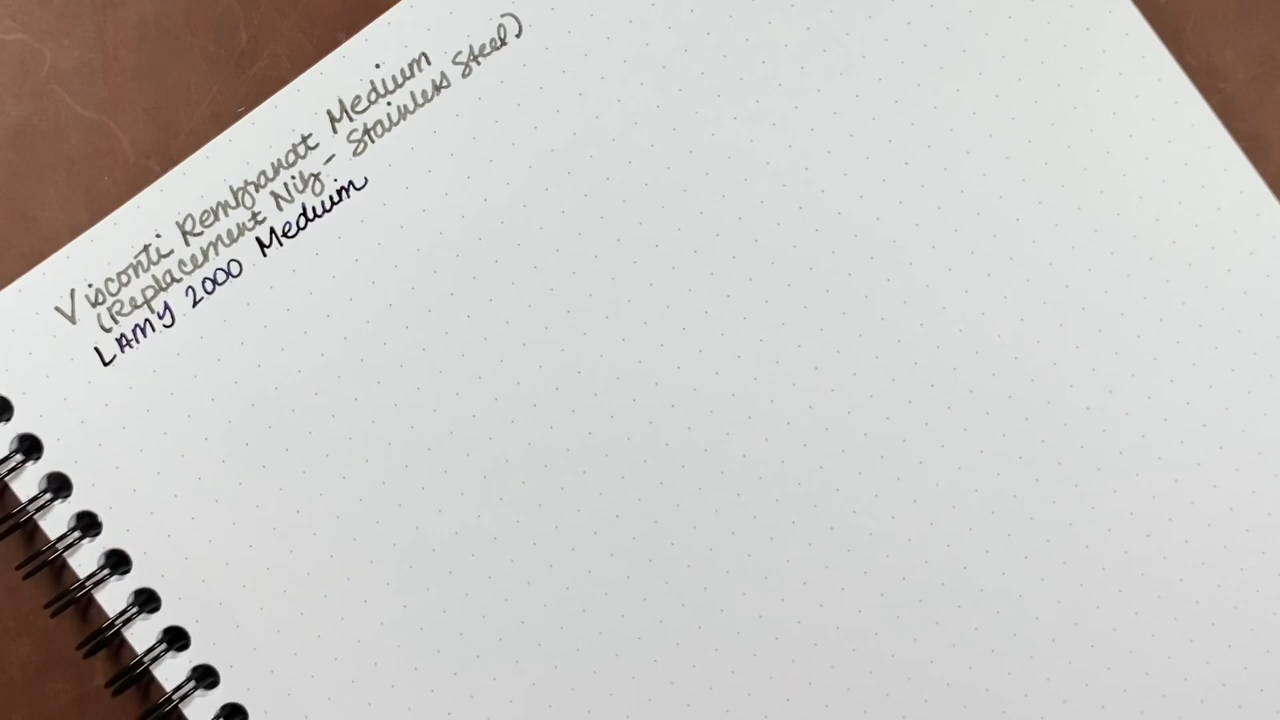 Visconti Rembrandt Medium
(Replacement Nib - Stainless Steel)
LAMY 2000 Medium